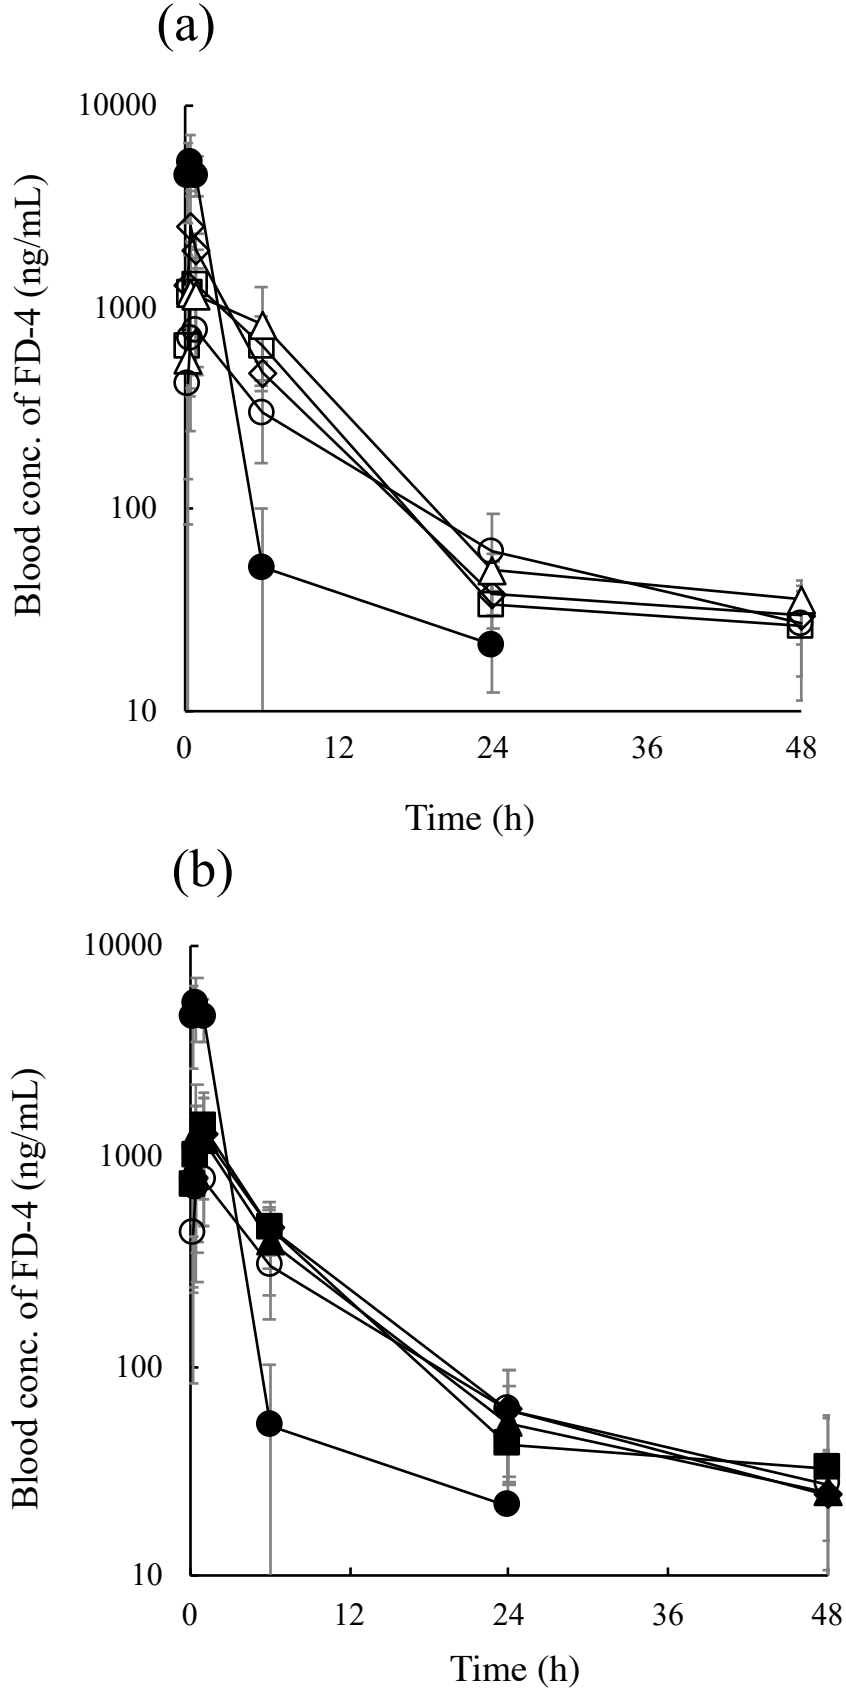 (a)
10000
1000
100
10
0 12 24 36 48
Blood conc. of FD-4 (ng/mL)
Time (h)
(b)
10000
1000
100
10
0 12 24 36 48
Blood conc. of FD-4 (ng/mL)
Time (h)